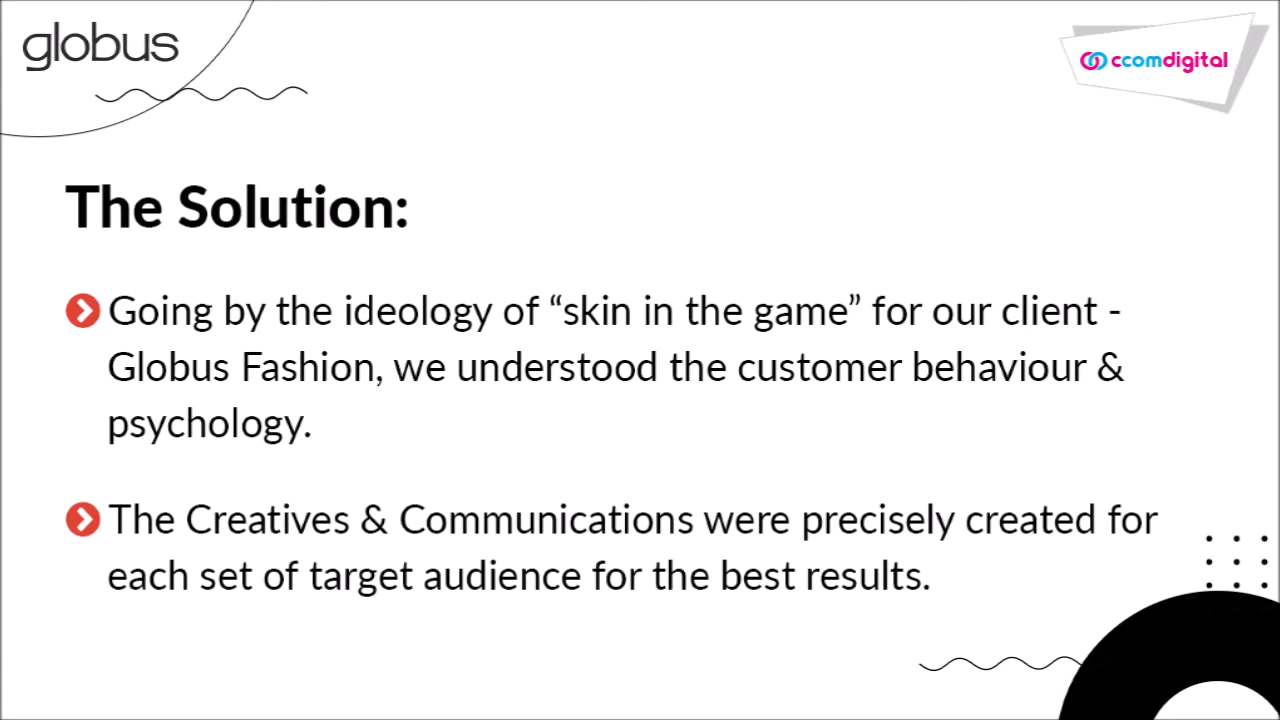 globus
ccomdigital
The Solution:
Going by the ideology of “skin in the game” for our client -
Globus Fashion, we understood the customer behaviour &
psychology.
The Creatives & Communications were precisely created for
each set of target audience for the best results.